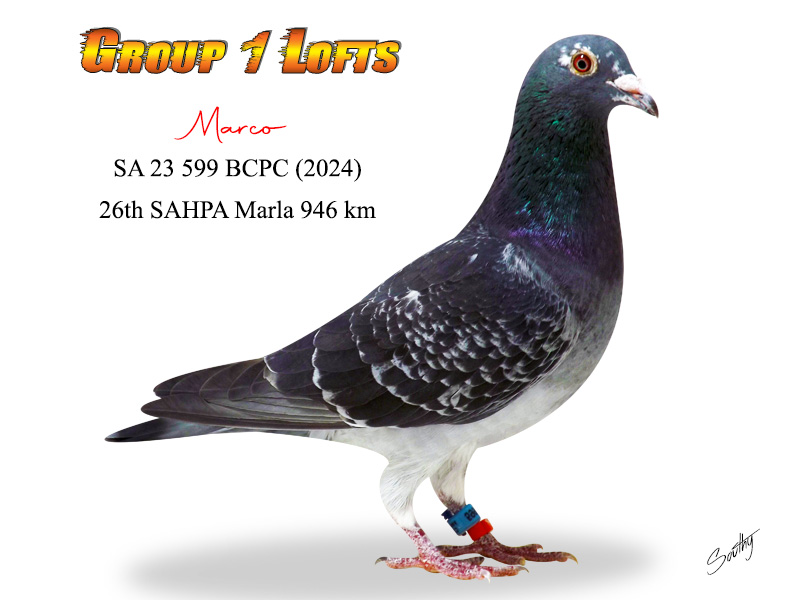 Group 1 Lofts
Marco
SA 23 599 BCPC (2024)
26th SAHPA Marla 946 km
Southy